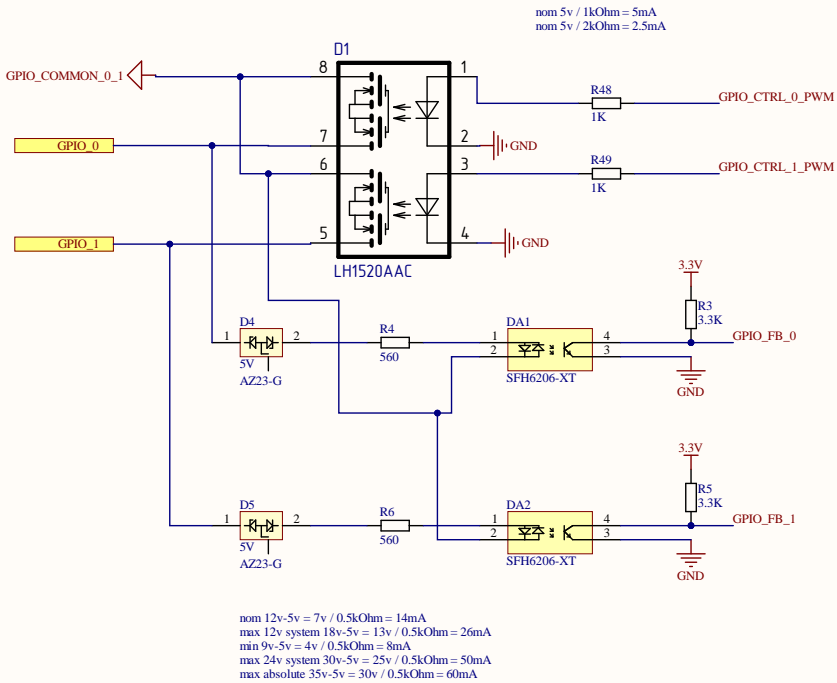 nom 5v / 1kOhm = 5mA
nom 5v / 2kOhm = 2.5mA
D1
GPIO_COMMON_0_1
8
1
R48
GPIO_CTRL_0_PWM
1K
GPIO_0
7
2
GND
6
3
R49
GPIO_CTRL_1_PWM
1K
GPIO_1
5
4
GND
LH1520AAC
3.3V
R3
3.3K
D4
R4
DA1
1
2
1
4
GPIO_FB_0
2
3
5V
560
AZ23-G
SFH6206-XT
GND
3.3V
R5
3.3K
D5
R6
DA2
1
2
1
4
GPIO_FB_1
2
3
5V
560
AZ23-G
SFH6206-XT
GND
nom 12v-5v = 7v / 0.5kOhm = 14mA
max 12v system 18v-5v = 13v / 0.5kOhm = 26mA
min 9v-5v = 4v / 0.5kOhm = 8mA
max 24v system 30v-5v = 25v / 0.5kOhm = 50mA
max absolute 35v-5v = 30v / 0.5kOhm = 60mA